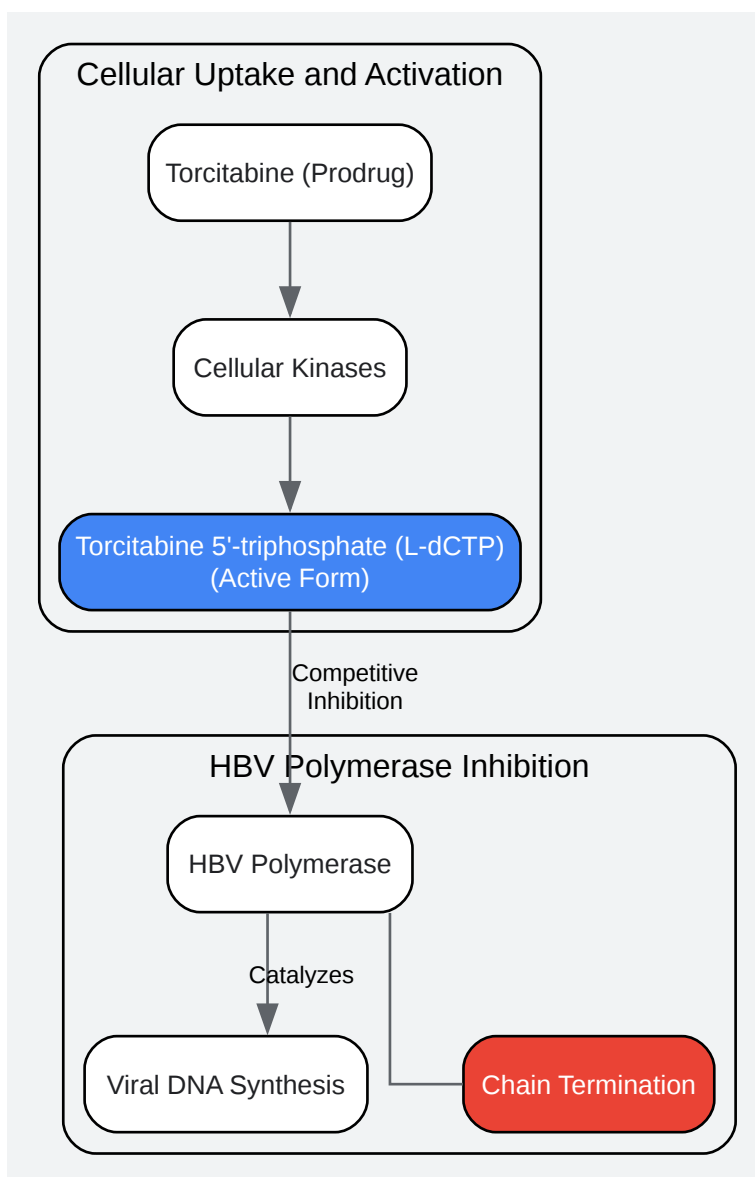 Cellular Uptake and Activation
Torcitabine (Prodrug)
Cellular Kinases
Torcitabine 5'-triphosphate (L-dCTP)
(Active Form)
Competitive
Inhibition
HBV Polymerase Inhibition
HBV Polymerase
Catalyzes
Viral DNA Synthesis
Chain Termination